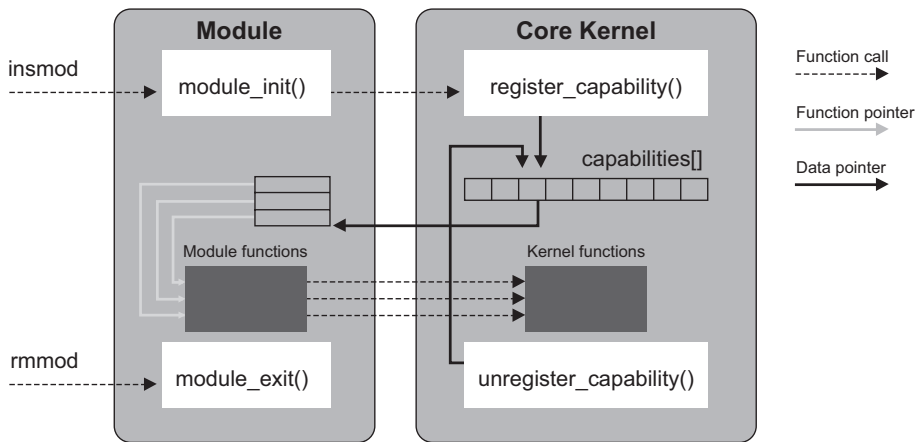 Module
Core Kernel
insmod
module_init()
register_capability()
Function call
Function pointer
Data pointer
capabilities[]
Module functions
Kernel functions
rmmod
module_exit()
unregister_capability()